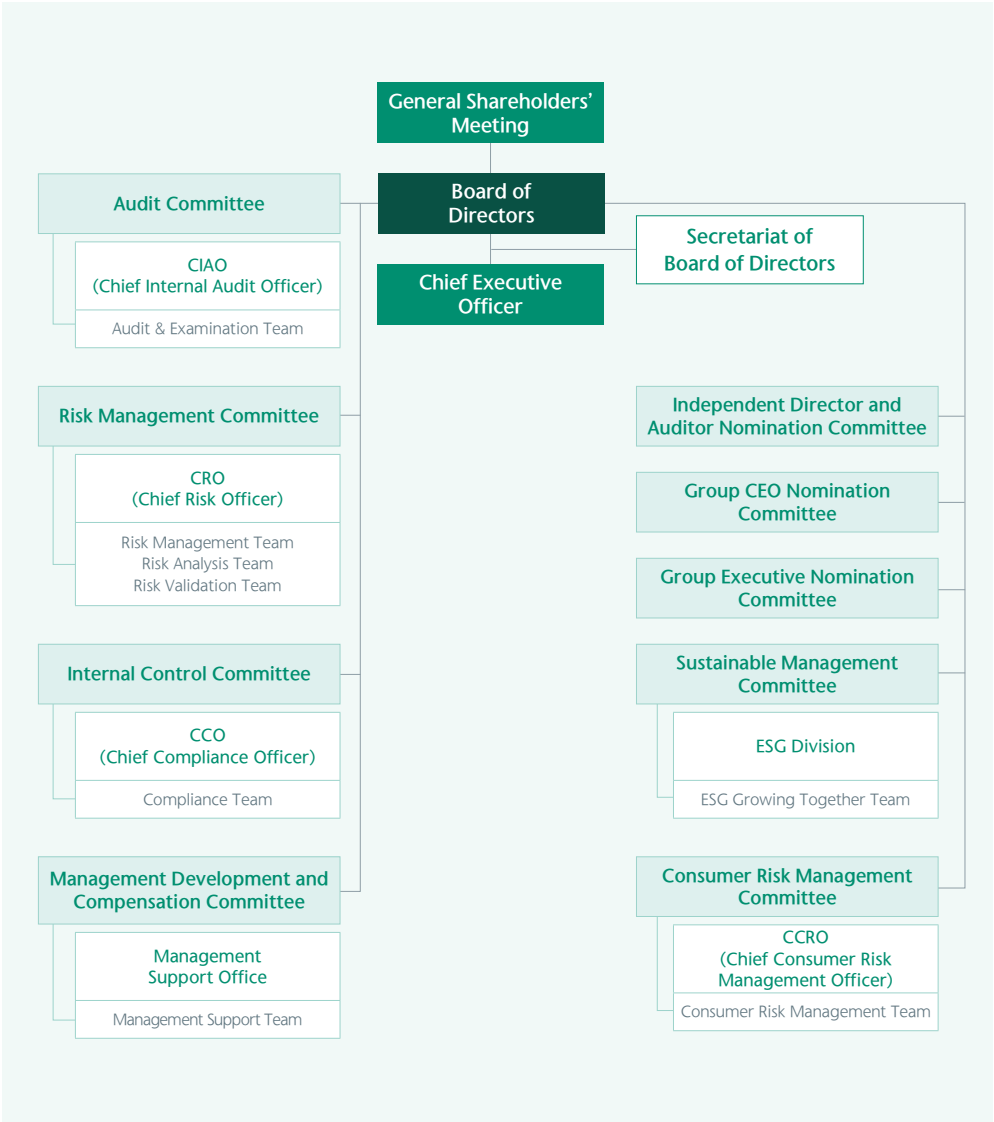 General Shareholders'
Meeting
Board of
Directors
Secretariat of
Board of Directors
Chief Executive
Officer
Audit Committee
CIAO
(Chief Internal Audit Officer)
Audit & Examination Team
Risk Management Committee
CRO
(Chief Risk Officer)
Risk Management Team
Risk Analysis Team
Risk Validation Team
Internal Control Committee
CCO
(Chief Compliance Officer)
Compliance Team
Management Development and
Compensation Committee
Management
Support Office
Management Support Team
Independent Director and
Auditor Nomination Committee
Group CEO Nomination
Committee
Group Executive Nomination
Committee
Sustainable Management
Committee
ESG Division
ESG Growing Together Team
Consumer Risk Management
Committee
CCRO
(Chief Consumer Risk
Management Officer)
Consumer Risk Management Team